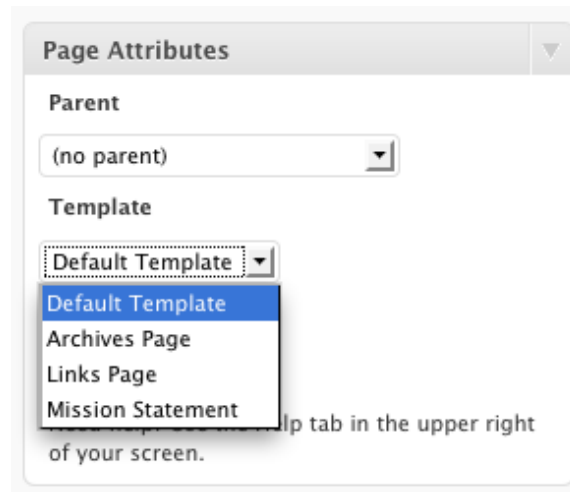 Page Attributes
Parent
(no parent)
Template
Default Template
Default Template
Archives Page
Links Page
Mission Statement
lp tab in the upper right
of your screen.